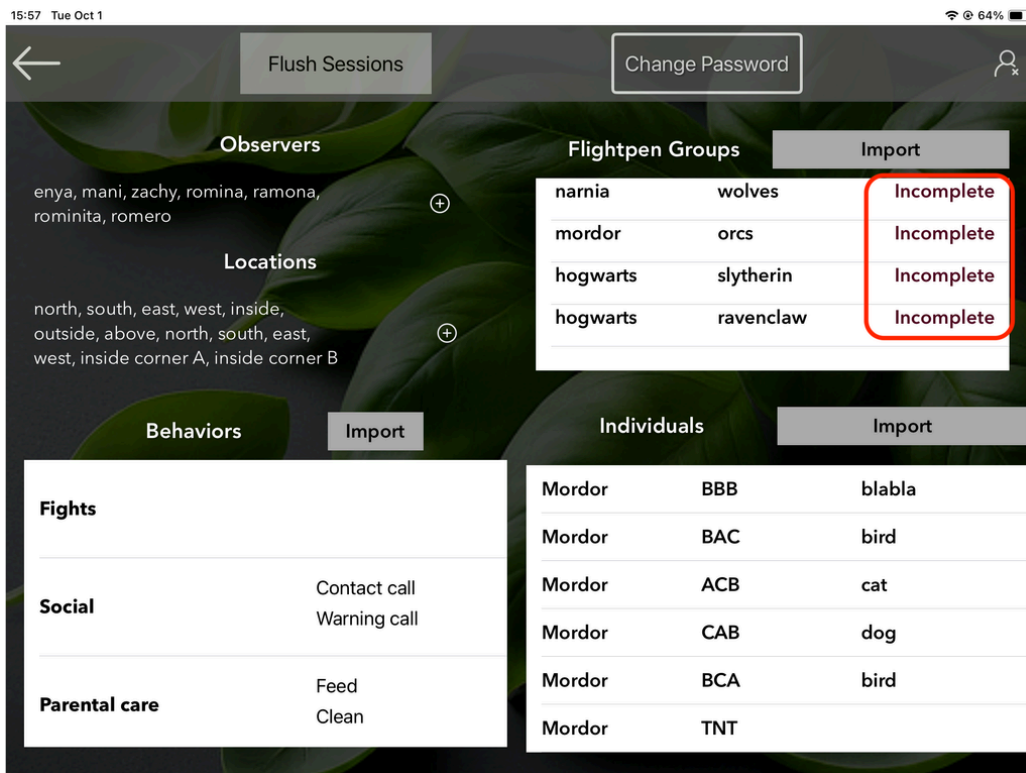 15:57 Tue Oct 1
64%
Flush Sessions
Change Password
Observers
enya, mani, zachy, romina, ramona,
rominita, romero
Locations
north, south, east, west, inside,
outside, above, north, south, east,
west, inside corner A, inside corner B
Flightpen Groups
Import
narnia wolves Incomplete
mordor orcs Incomplete
hogwarts slytherin Incomplete
hogwarts ravenclaw Incomplete
Behaviors
Import
Fights
Social
Contact call
Warning call
Parental care
Feed
Clean
Individuals
Import
Mordor BBB blabla
Mordor BAC bird
Mordor ACB cat
Mordor CAB dog
Mordor BCA bird
Mordor TNT